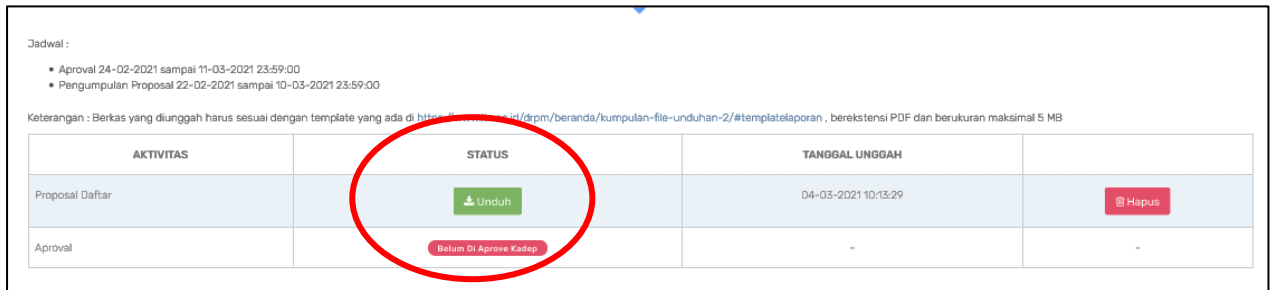 Jadwal :
Aproval 24-02-2021 sampai 11-03-2021 23:59:00
Pengumpulan Proposal 22-02-2021 sampai 10-03-2021 23:59:00
Keterangan : Berkas yang diunggah harus sesuai dengan template yang ada di /drpm/beranda/kumpulan-file-unduhan-2/#templatelaporan , berekstensi PDF dan berukuran maksimal 5 MB
AKTIVITAS STATUS TANGGAL UNGGAH
Proposal Daftar Unduh 04-03-2021 10:13:29 Hapus
Aproval Belum Di Aprove Kadep - -